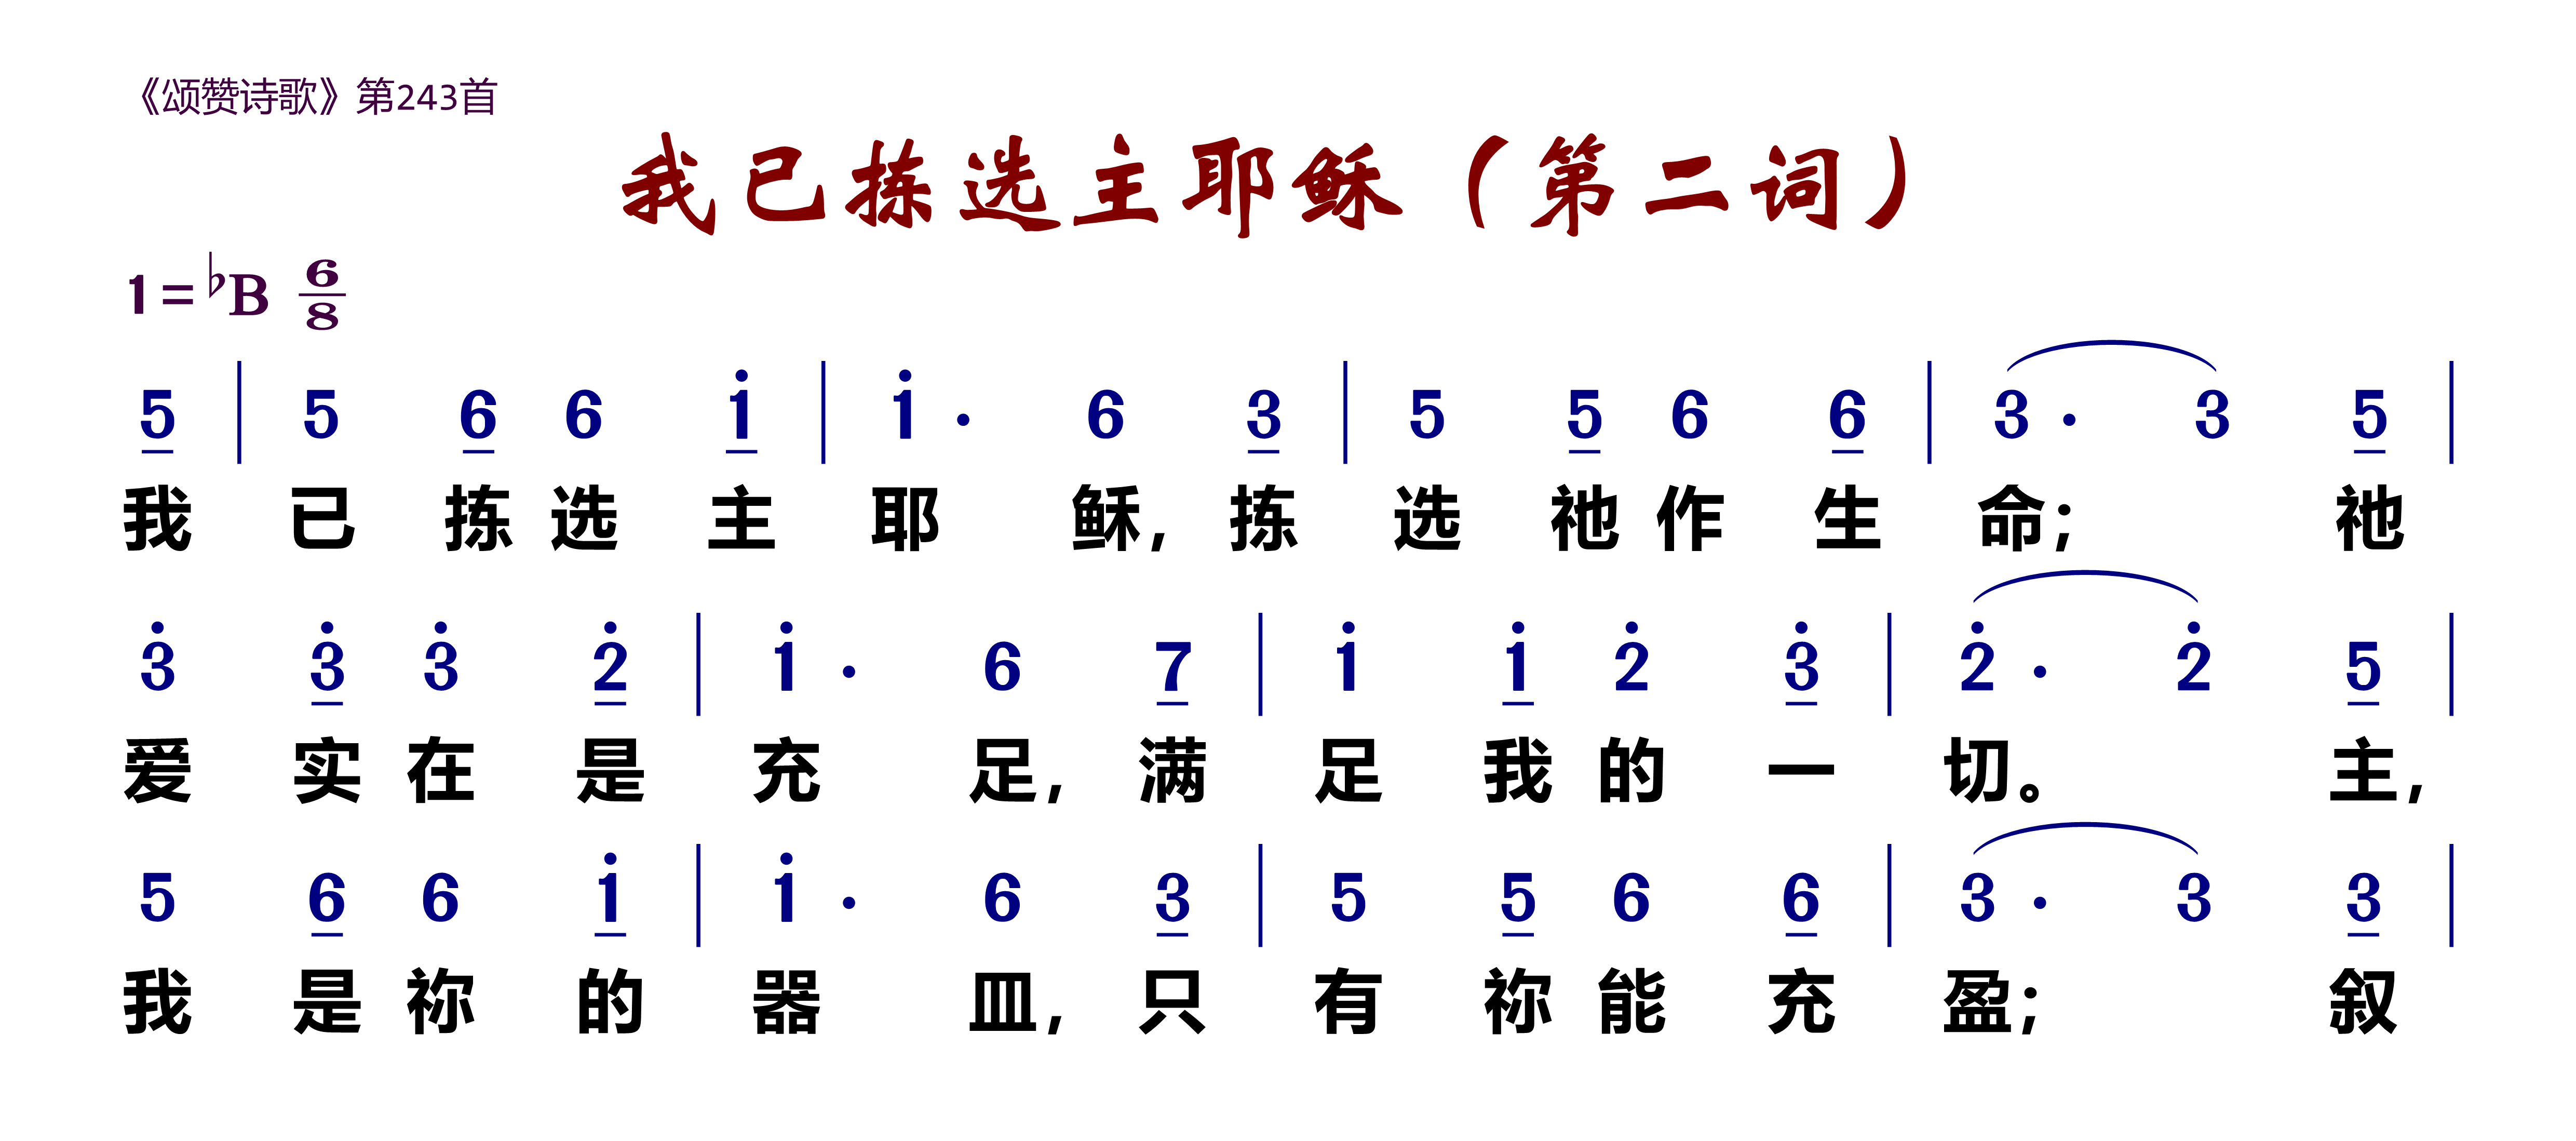 《颂赞诗歌》第243首
我已拣选主耶稣（第二词）
1=♭B 6/8
5 | 5 6 6 i | i · 6 3 | 5 5 6 6 | 3 · 3 5 |
我已拣选主耶稣，拣选祂作生命；祂
3̇ 3̇ 3̇ 2̇ | i · 6 7 | i i 2̇ 3̇ | 2̇ · 2̇ 5 |
爱实在是充足，满足我的一切。主，
5 6 6 i | i · 6 3 | 5 5 6 6 | 3 · 3 3 |
我是祢的器皿，只有祢能充盈；叙